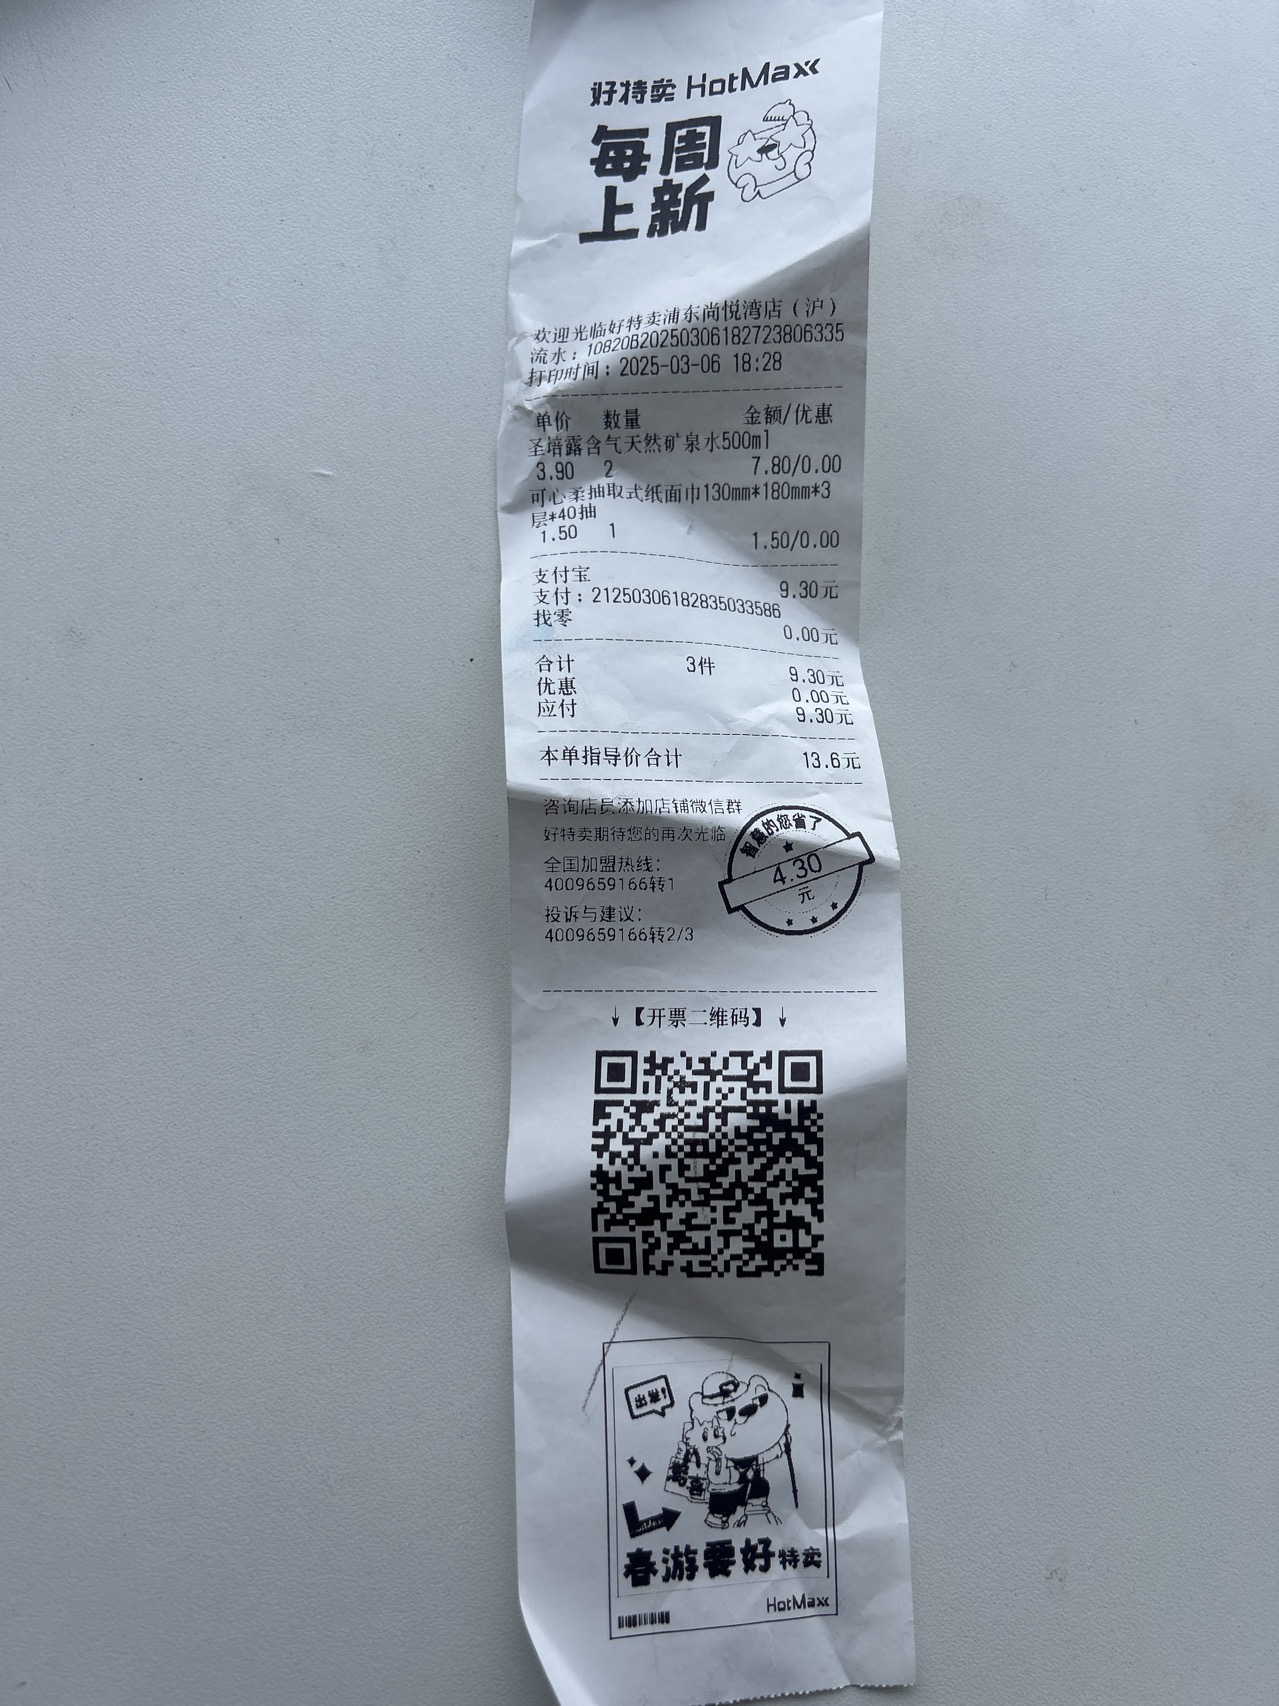 好特卖 HotMaxx
每周
上新
欢迎光临好特卖浦东尚悦湾店（沪）
流水：10820B20250306182723806335
打印时间：2025-03-06 18:28
单价 数量 金额/优惠
圣培露含气天然矿泉水500ml
3.90 2 7.80/0.00
可心柔抽取式纸面巾130mm*180mm*3
层*40抽
1.50 1 1.50/0.00
支付宝 9.30元
支付：21250306182835033586
找零 0.00元
合计 3件 9.30元
优惠 0.00元
应付 9.30元
本单指导价合计 13.6元
咨询店员添加店铺微信群
好特卖期待您的再次光临
全国加盟热线：
4009659166转1
投诉与建议：
4009659166转2/3
智慧的您省了
4.30
元
↓【开票二维码】↓
出发！
春游要好特卖
HotMaxx